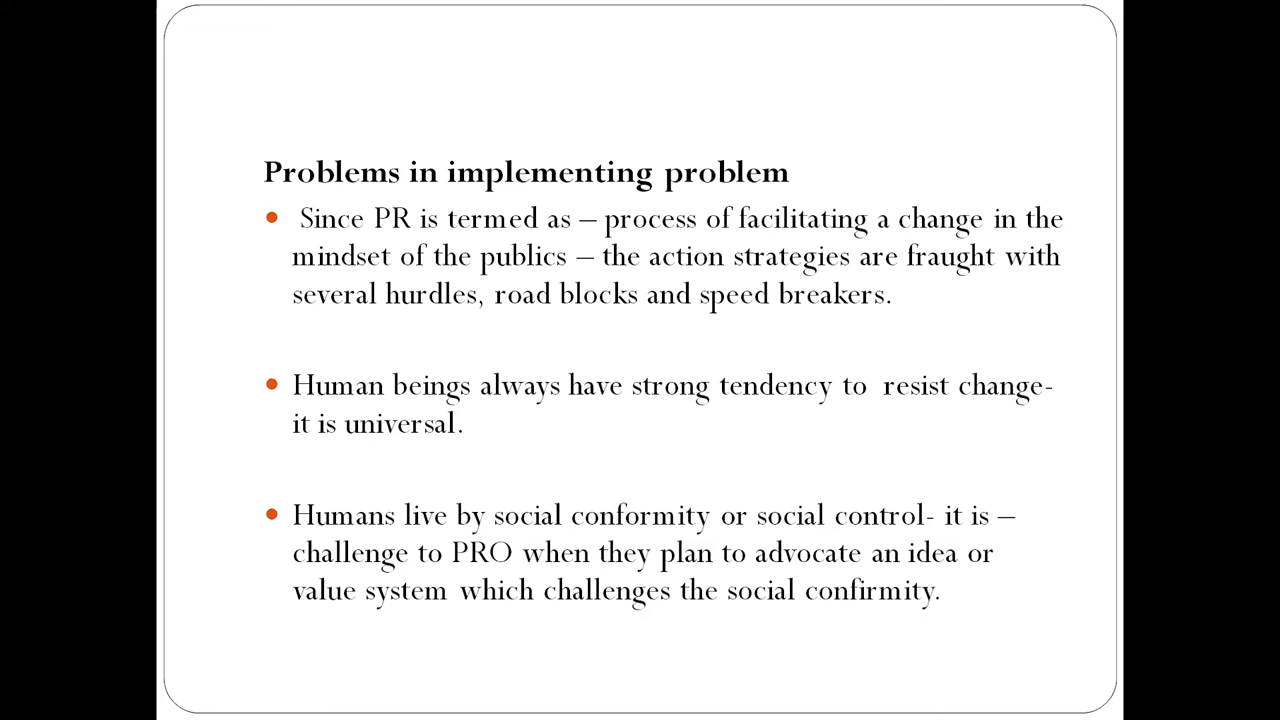 Problems in implementing problem
• Since PR is termed as – process of facilitating a change in the
mindset of the publics – the action strategies are fraught with
several hurdles, road blocks and speed breakers.
• Human beings always have strong tendency to  resist change-
it is universal.
• Humans live by social conformity or social control- it is –
challenge to PRO when they plan to advocate an idea or
value system which challenges the social confirmity.